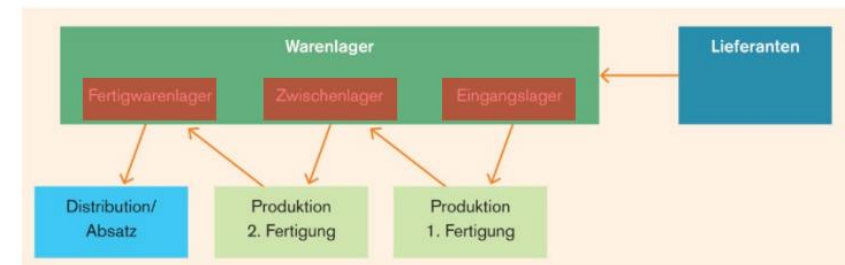 Warenlager
Lieferanten
Fertigwarenlager
Zwischenlager
Eingangslager
Distribution/
Absatz
Produktion
2. Fertigung
Produktion
1. Fertigung